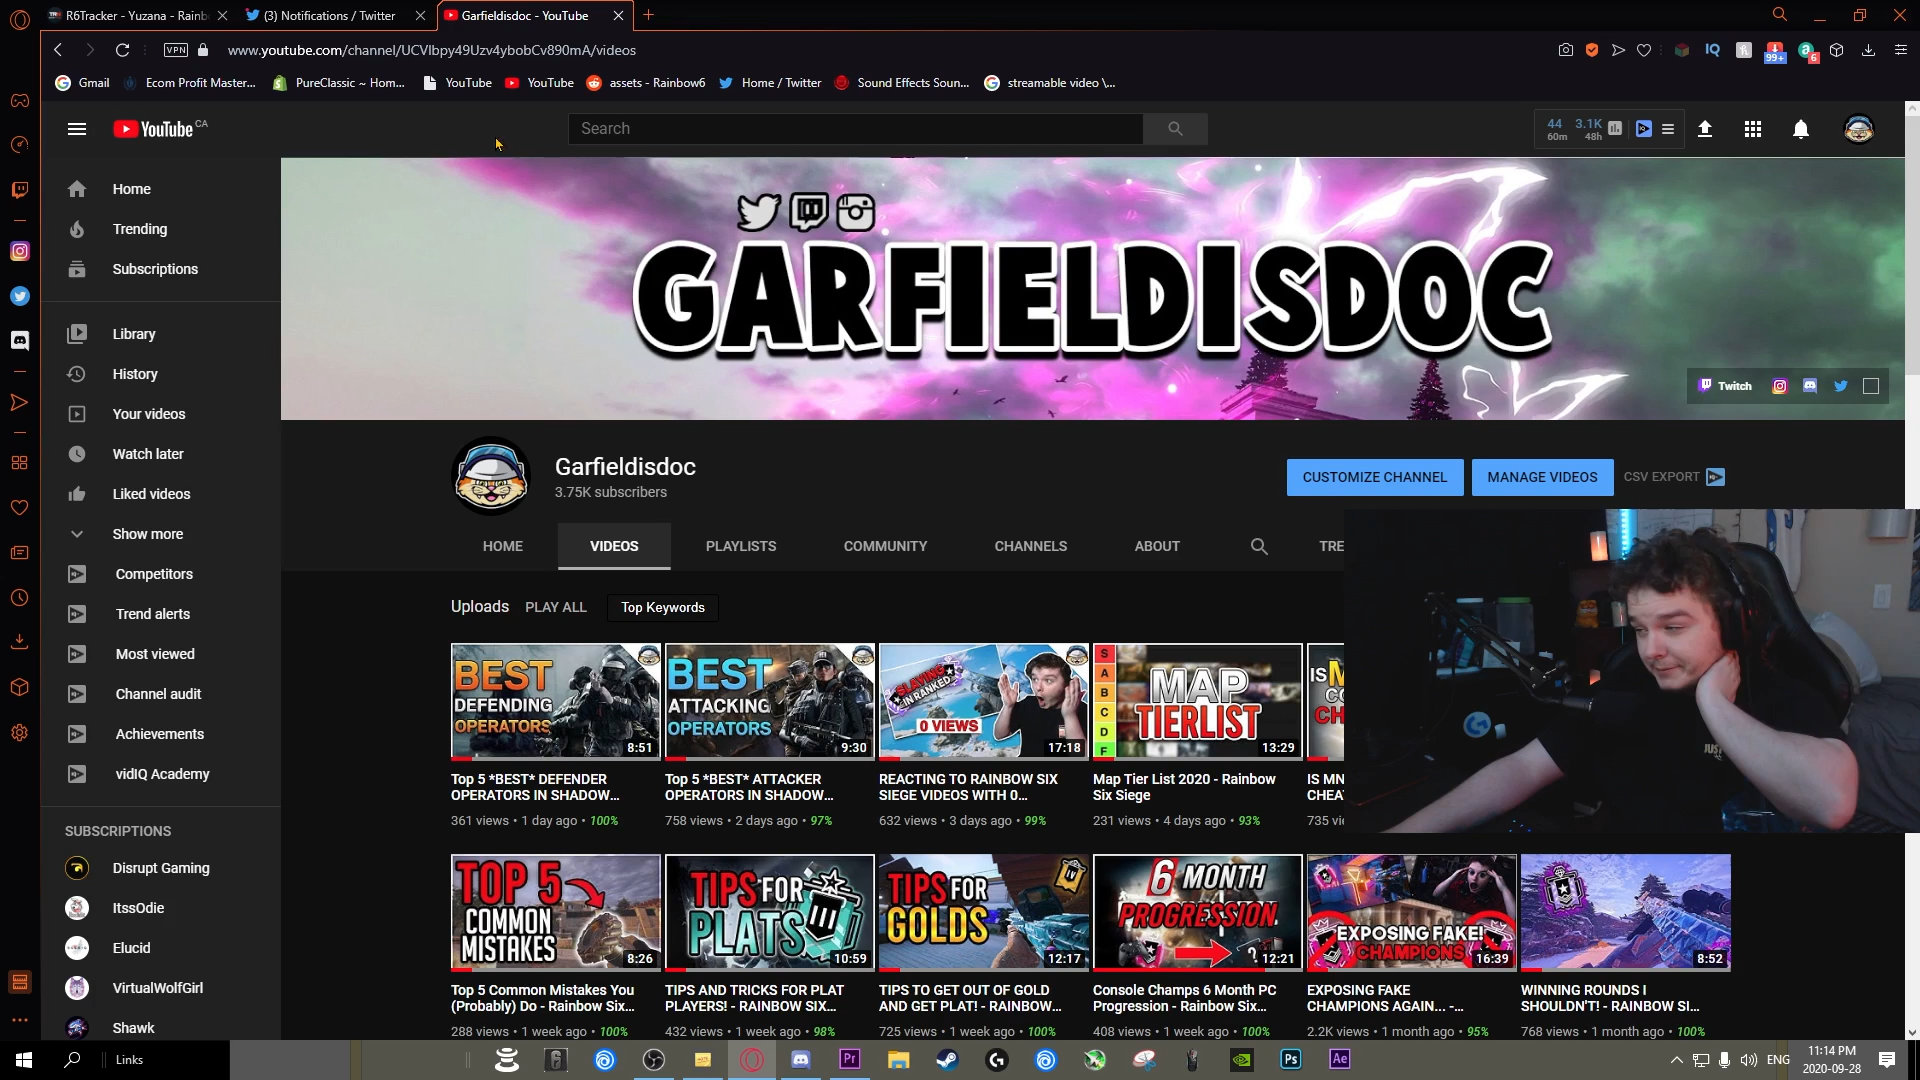 R6Tracker - Yuzana - Rainb
(3) Notifications / Twitter
Garfieldisdoc - YouTube
VPN
www.youtube.com/channel/UCVlbpy49Uzv4ybobCv890mA/videos
IQ
99+
6
Gmail
Ecom Profit Master...
PureClassic ~ Hom...
YouTube
YouTube
assets - Rainbow6
Home / Twitter
Sound Effects Soun...
streamable video \...
YouTube CA
Search
44 3.1K
60m 48h
Home
Trending
Subscriptions
Library
History
Your videos
Watch later
Liked videos
Show more
Competitors
Trend alerts
Most viewed
Channel audit
Achievements
vidIQ Academy
SUBSCRIPTIONS
Disrupt Gaming
ItssOdie
Elucid
VirtualWolfGirl
Shawk
GARFIELDISDOC
Twitch
Garfieldisdoc
3.75K subscribers
CUSTOMIZE CHANNEL
MANAGE VIDEOS
CSV EXPORT
HOME
VIDEOS
PLAYLISTS
COMMUNITY
CHANNELS
ABOUT
TRE
Uploads
PLAY ALL
Top Keywords
BEST
DEFENDING
OPERATORS
8:51
Top 5 *BEST* DEFENDER
OPERATORS IN SHADOW...
361 views • 1 day ago • 100%
BEST
ATTACKING
OPERATORS
9:30
Top 5 *BEST* ATTACKER
OPERATORS IN SHADOW...
758 views • 2 days ago • 97%
SLAYING
IN RANKED
0 VIEWS
17:18
REACTING TO RAINBOW SIX
SIEGE VIDEOS WITH 0...
632 views • 3 days ago • 99%
S
A
B
C
D
F
MAP
TIERLIST
13:29
Map Tier List 2020 - Rainbow
Six Siege
231 views • 4 days ago • 93%
IS M
CO
CH
IS MN
CHEA
735 vi
TOP 5
COMMON
MISTAKES
8:26
Top 5 Common Mistakes You
(Probably) Do - Rainbow Six...
288 views • 1 week ago • 100%
TIPS FOR
PLATS
10:59
TIPS AND TRICKS FOR PLAT
PLAYERS! - RAINBOW SIX...
432 views • 1 week ago • 98%
TIPS FOR
GOLDS
IV
12:17
TIPS TO GET OUT OF GOLD
AND GET PLAT! - RAINBOW...
725 views • 1 week ago • 100%
6 MONTH
PROGRESSION
?
12:21
Console Champs 6 Month PC
Progression - Rainbow Six...
408 views • 1 week ago • 100%
EXPOSING FAKE!
CHAMPIONS
16:39
EXPOSING FAKE
CHAMPIONS AGAIN... -...
2.2K views • 1 month ago • 95%
8:52
WINNING ROUNDS I
SHOULDN'T! - RAINBOW SI...
768 views • 1 month ago • 100%
Links
Pr
Ps
Ae
ENG
11:14 PM
2020-09-28